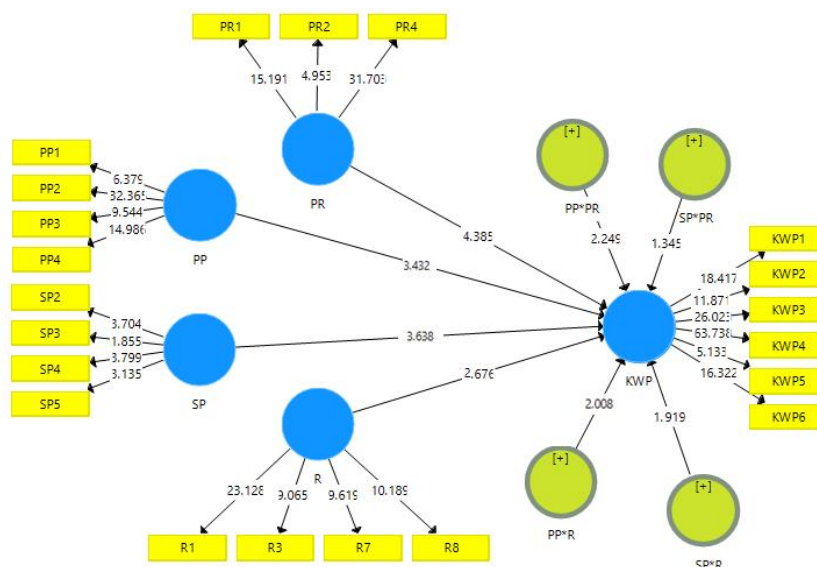 PR1 PR2 PR4
15.191 4.953 31.703
PR
PP1
PP2
PP3
PP4
6.379
32.365
9.544
14.986
PP
SP2
SP3
SP4
SP5
3.704
1.855
3.799
3.135
SP
R
23.128 9.065 9.619 10.189
R1 R3 R7 R8
4.385
3.432
3.638
2.676
[+]
PP*PR
2.249
[+]
SP*PR
1.345
KWP
18.417
11.871
26.023
63.738
5.133
16.322
KWP1
KWP2
KWP3
KWP4
KWP5
KWP6
2.008
[+]
PP*R
1.919
[+]
SP*R